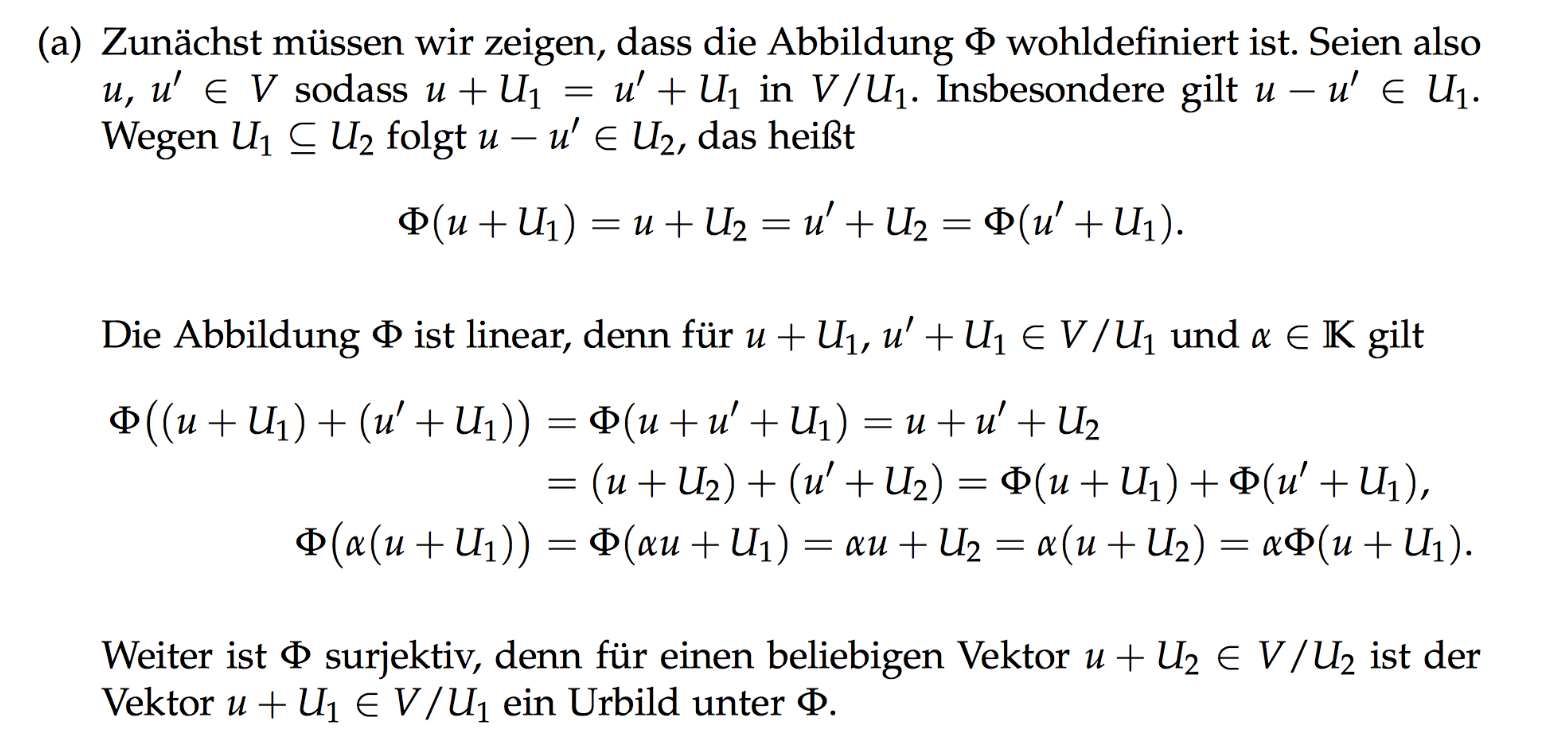 (a) Zunächst müssen wir zeigen, dass die Abbildung Φ wohldefiniert ist. Seien also
u, u′ ∈ V sodass u + U₁ = u′ + U₁ in V/U₁. Insbesondere gilt u − u′ ∈ U₁.
Wegen U₁ ⊆ U₂ folgt u − u′ ∈ U₂, das heißt
Φ(u + U₁) = u + U₂ = u′ + U₂ = Φ(u′ + U₁).
Die Abbildung Φ ist linear, denn für u + U₁, u′ + U₁ ∈ V/U₁ und α ∈ 𝕂 gilt
Φ((u + U₁) + (u′ + U₁)) = Φ(u + u′ + U₁) = u + u′ + U₂
= (u + U₂) + (u′ + U₂) = Φ(u + U₁) + Φ(u′ + U₁),
Φ(α(u + U₁)) = Φ(αu + U₁) = αu + U₂ = α(u + U₂) = αΦ(u + U₁).
Weiter ist Φ surjektiv, denn für einen beliebigen Vektor u + U₂ ∈ V/U₂ ist der
Vektor u + U₁ ∈ V/U₁ ein Urbild unter Φ.